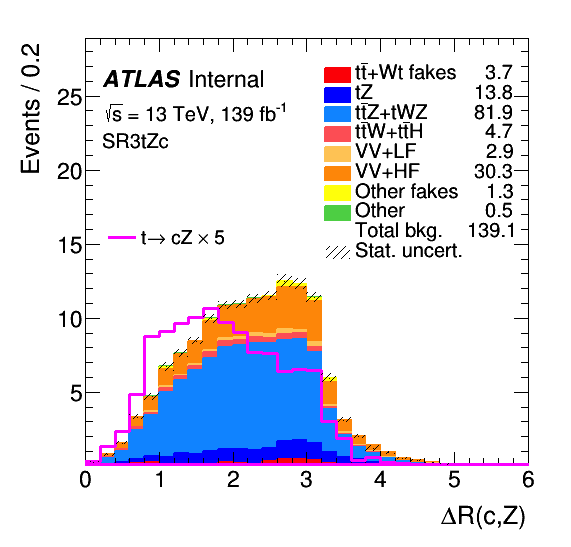 Events / 0.2
ATLAS Internal
√s = 13 TeV, 139 fb⁻¹
SR3tZc
t→ cZ × 5
tt̄+Wt fakes 3.7
tZ 13.8
tt̄Z+tWZ 81.9
tt̄W+tt̄H 4.7
VV+LF 2.9
VV+HF 30.3
Other fakes 1.3
Other 0.5
Total bkg. 139.1
Stat. uncert.
25
20
15
10
5
0 1 2 3 4 5 6
ΔR(c,Z)